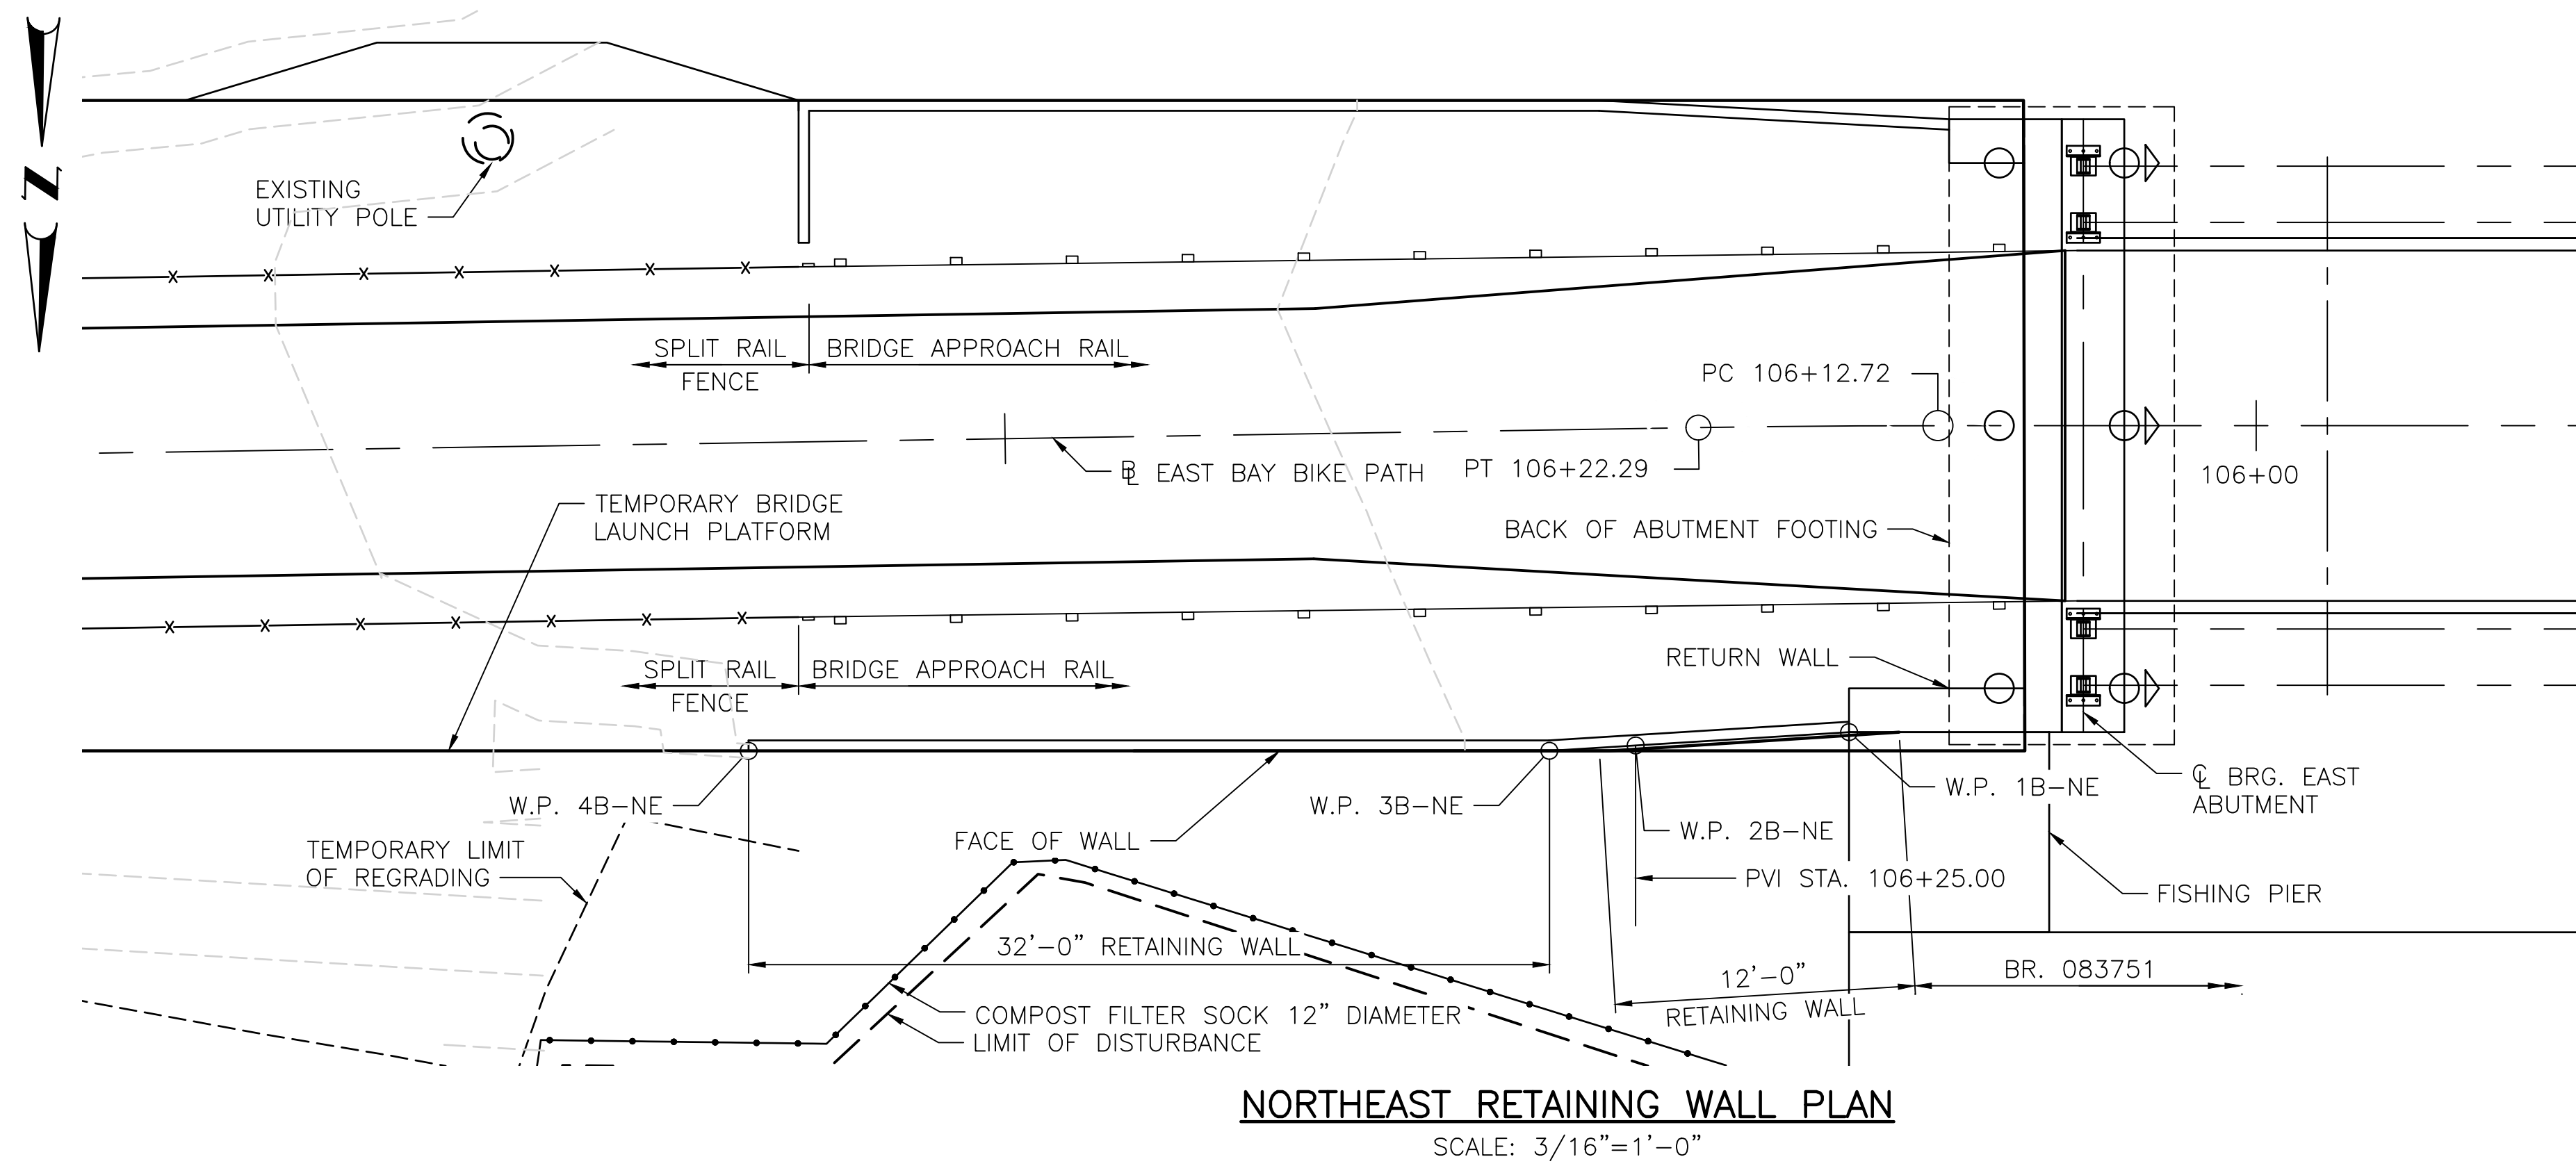 N
EXISTING
UTILITY POLE
SPLIT RAIL
FENCE
BRIDGE APPROACH RAIL
PC 106+12.72
℄ EAST BAY BIKE PATH
PT 106+22.29
106+00
TEMPORARY BRIDGE
LAUNCH PLATFORM
BACK OF ABUTMENT FOOTING
SPLIT RAIL
FENCE
BRIDGE APPROACH RAIL
RETURN WALL
W.P. 4B-NE
W.P. 3B-NE
W.P. 1B-NE
℄ BRG. EAST
ABUTMENT
W.P. 2B-NE
FACE OF WALL
TEMPORARY LIMIT
OF REGRADING
PVI STA. 106+25.00
FISHING PIER
32'-0" RETAINING WALL
12'-0"
RETAINING WALL
BR. 083751
COMPOST FILTER SOCK 12" DIAMETER
LIMIT OF DISTURBANCE
NORTHEAST RETAINING WALL PLAN
SCALE: 3/16"=1'-0"